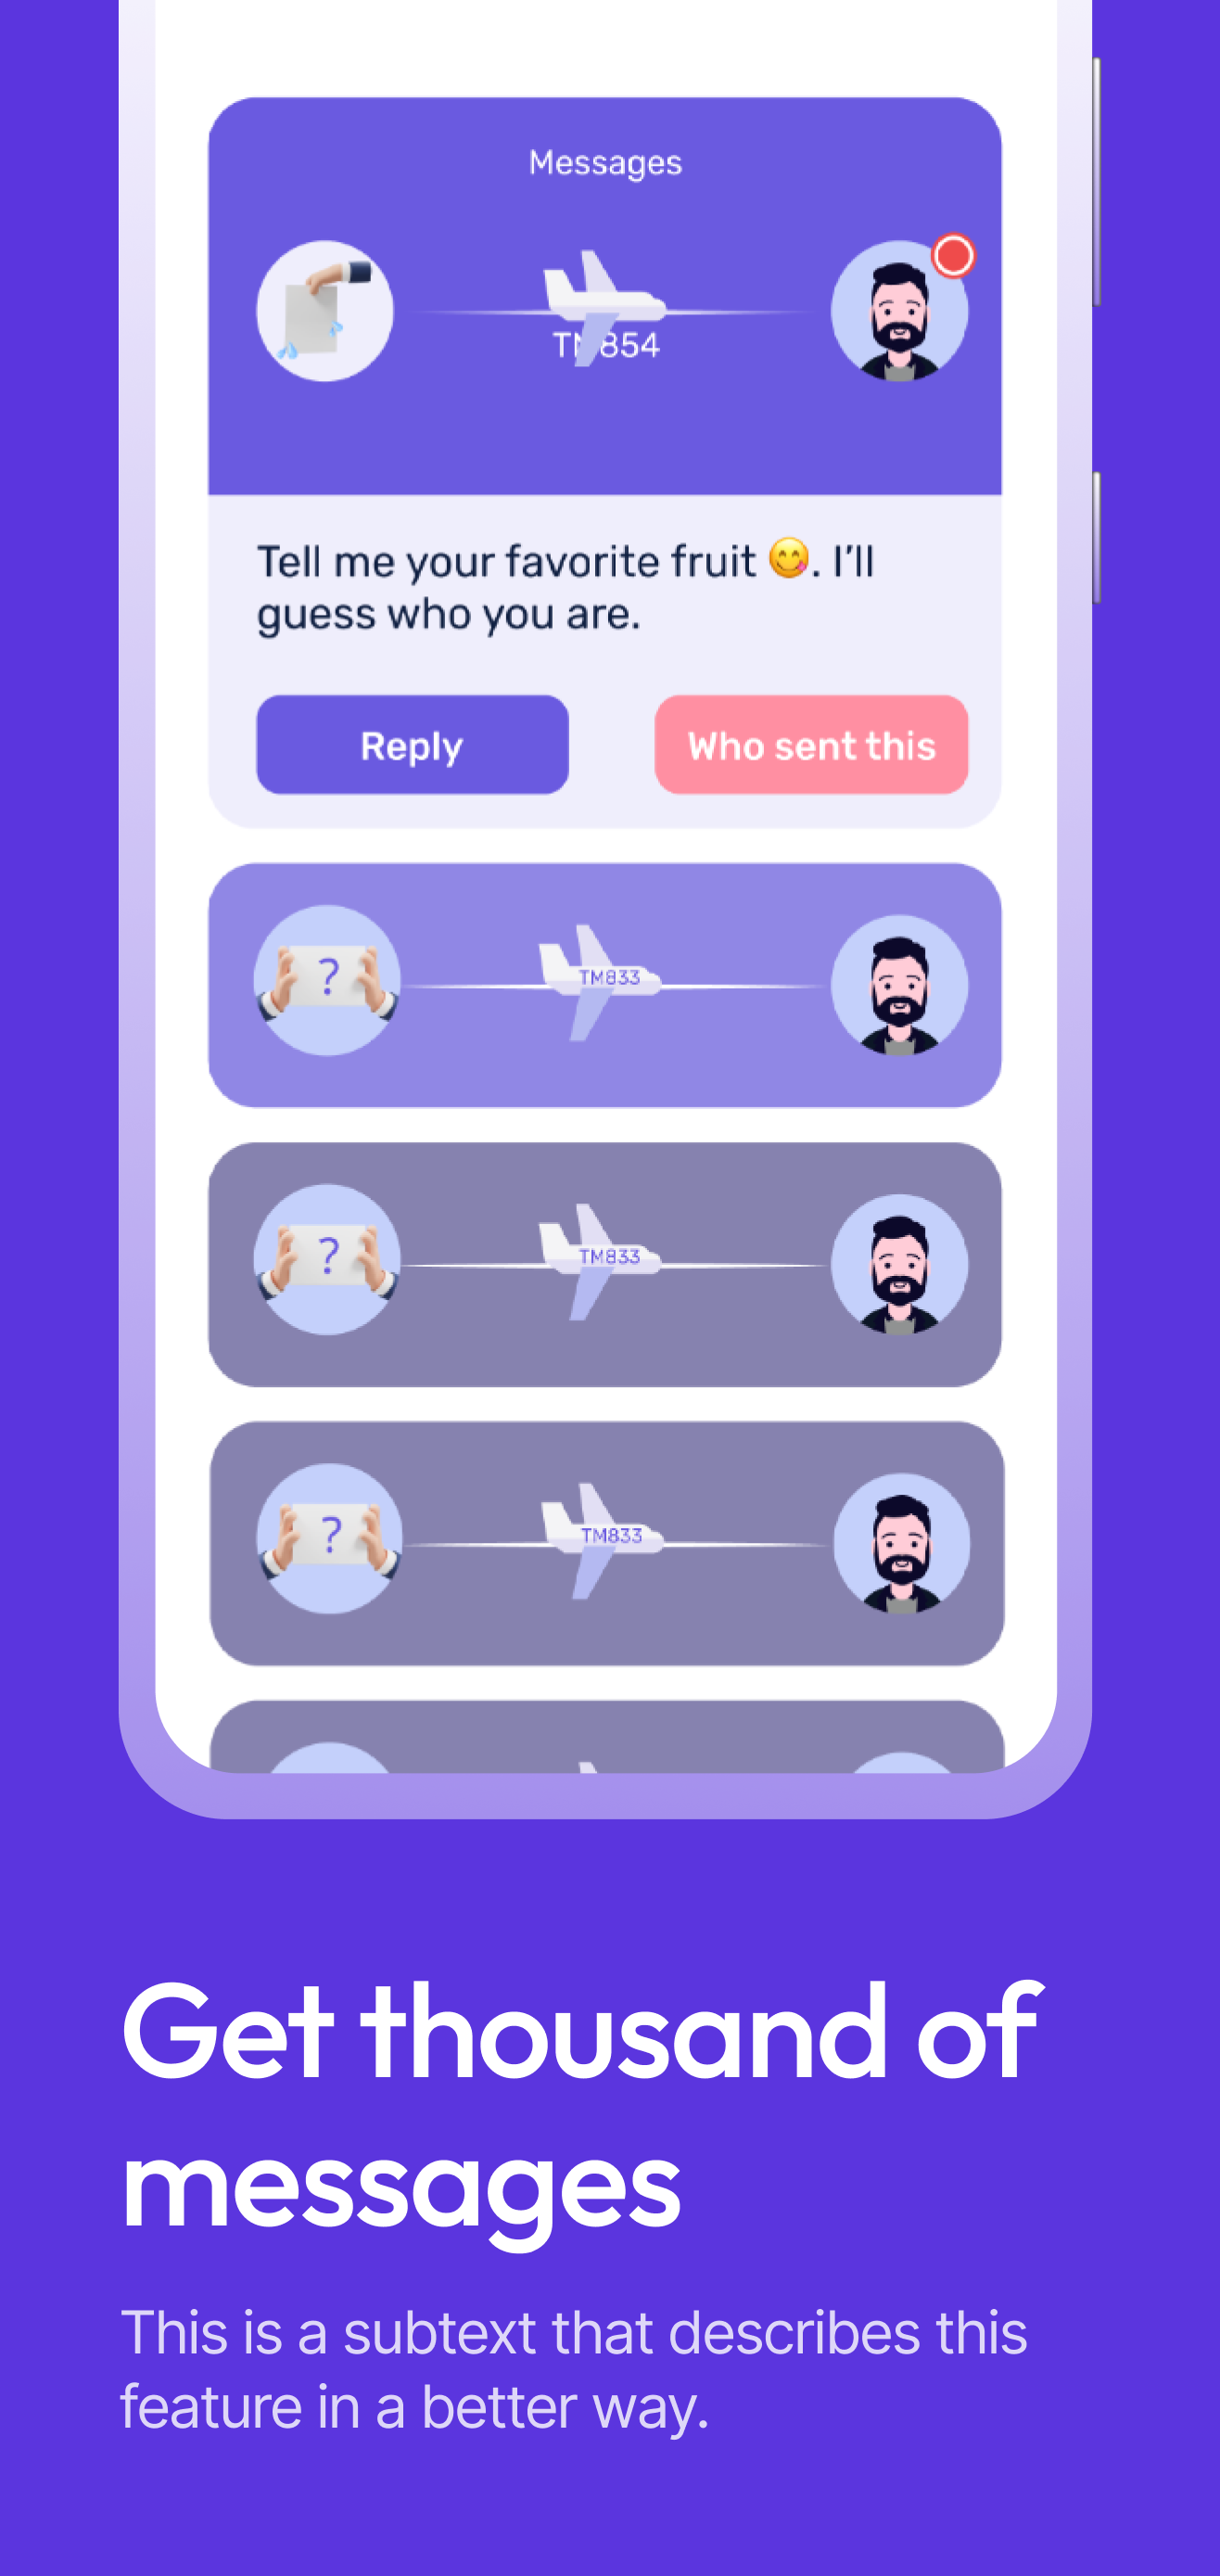 Messages
TM854
Tell me your favorite fruit 😋. I'll
guess who you are.
Reply
Who sent this
?
TM833
?
TM833
?
TM833
Get thousand of
messages
This is a subtext that describes this
feature in a better way.